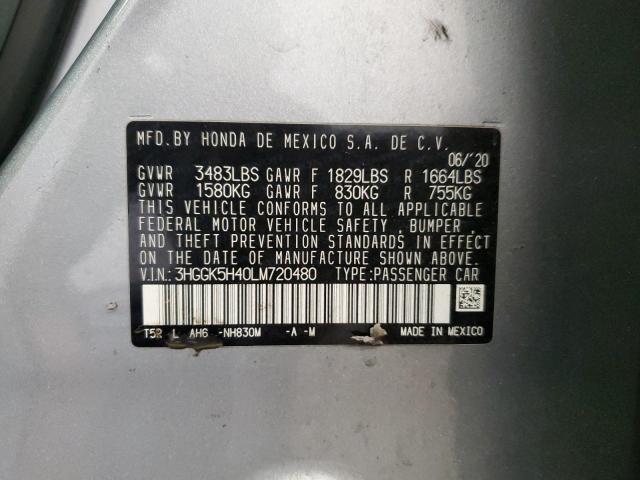 MFD. BY HONDA DE MEXICO S.A. DE C.V.
06/'20
GVWR 3483LBS GAWR F 1829LBS R 1664LBS
GVWR 1580KG GAWR F 830KG R 755KG
THIS VEHICLE CONFORMS TO ALL APPLICABLE
FEDERAL MOTOR VEHICLE SAFETY , BUMPER ,
AND THEFT PREVENTION STANDARDS IN EFFECT
ON THE DATE OF MANUFACTURE SHOWN ABOVE.
V.I.N.: 3HGGK5H40LM720480 TYPE:PASSENGER CAR
T5R L AH6 -NH830M -A -M MADE IN MEXICO